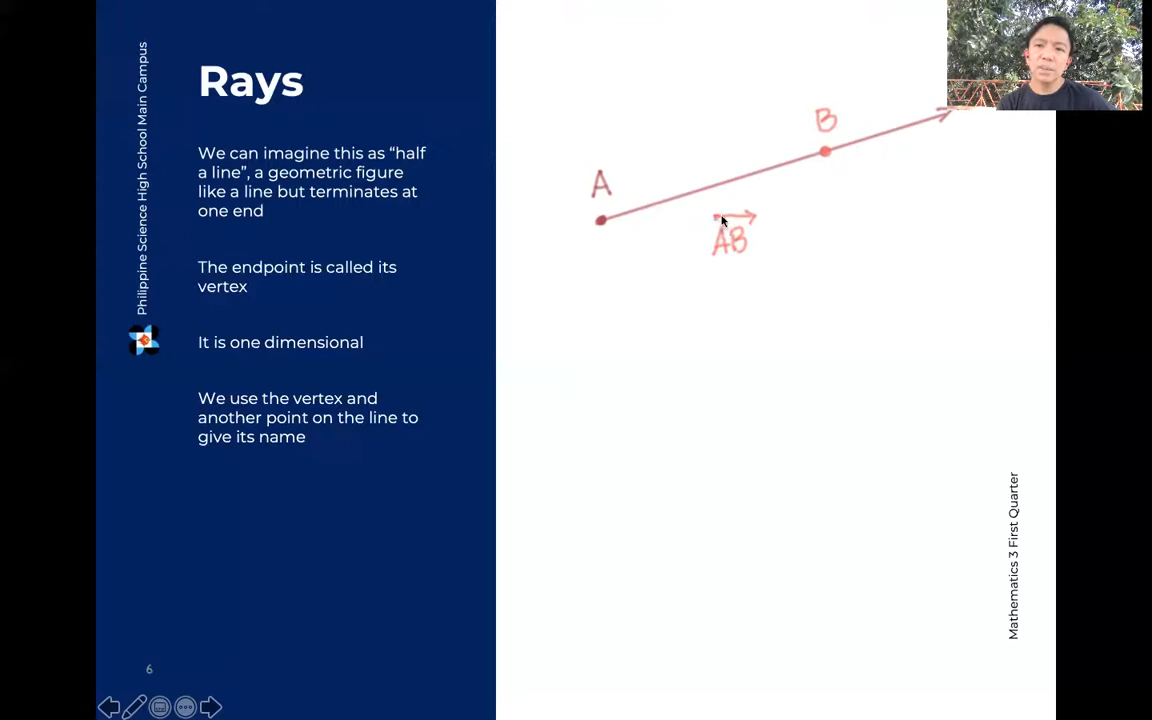 Philippine Science High School Main Campus
Rays
We can imagine this as “half
a line”, a geometric figure
like a line but terminates at
one end
The endpoint is called its
vertex
It is one dimensional
We use the vertex and
another point on the line to
give its name
6
A
B
AB
Mathematics 3 First Quarter